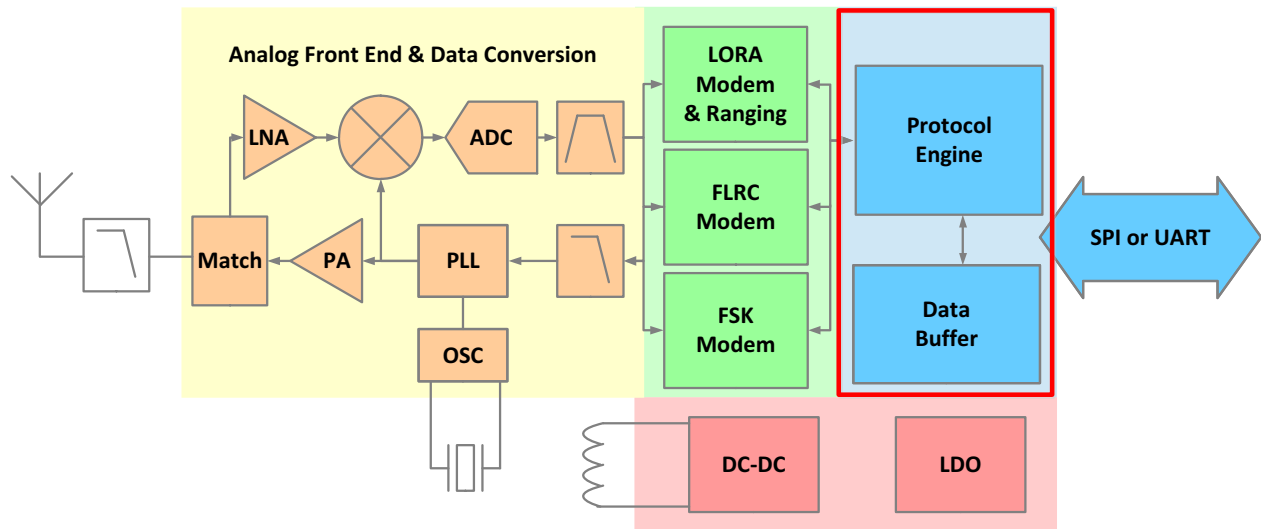 Analog Front End & Data Conversion
LNA
ADC
Match
PA
PLL
OSC
LORA
Modem
& Ranging
FLRC
Modem
FSK
Modem
Protocol
Engine
Data
Buffer
SPI or UART
DC-DC
LDO